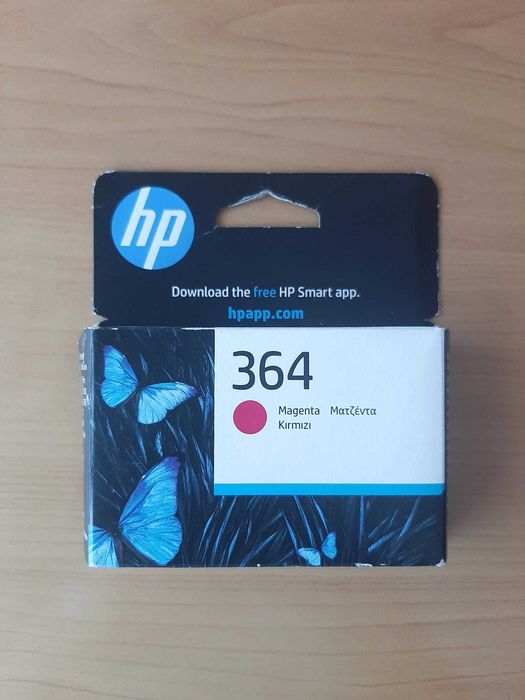 hp
Download the free HP Smart app.
hpapp.com
364
Magenta Ματζέντα
Kırmızı